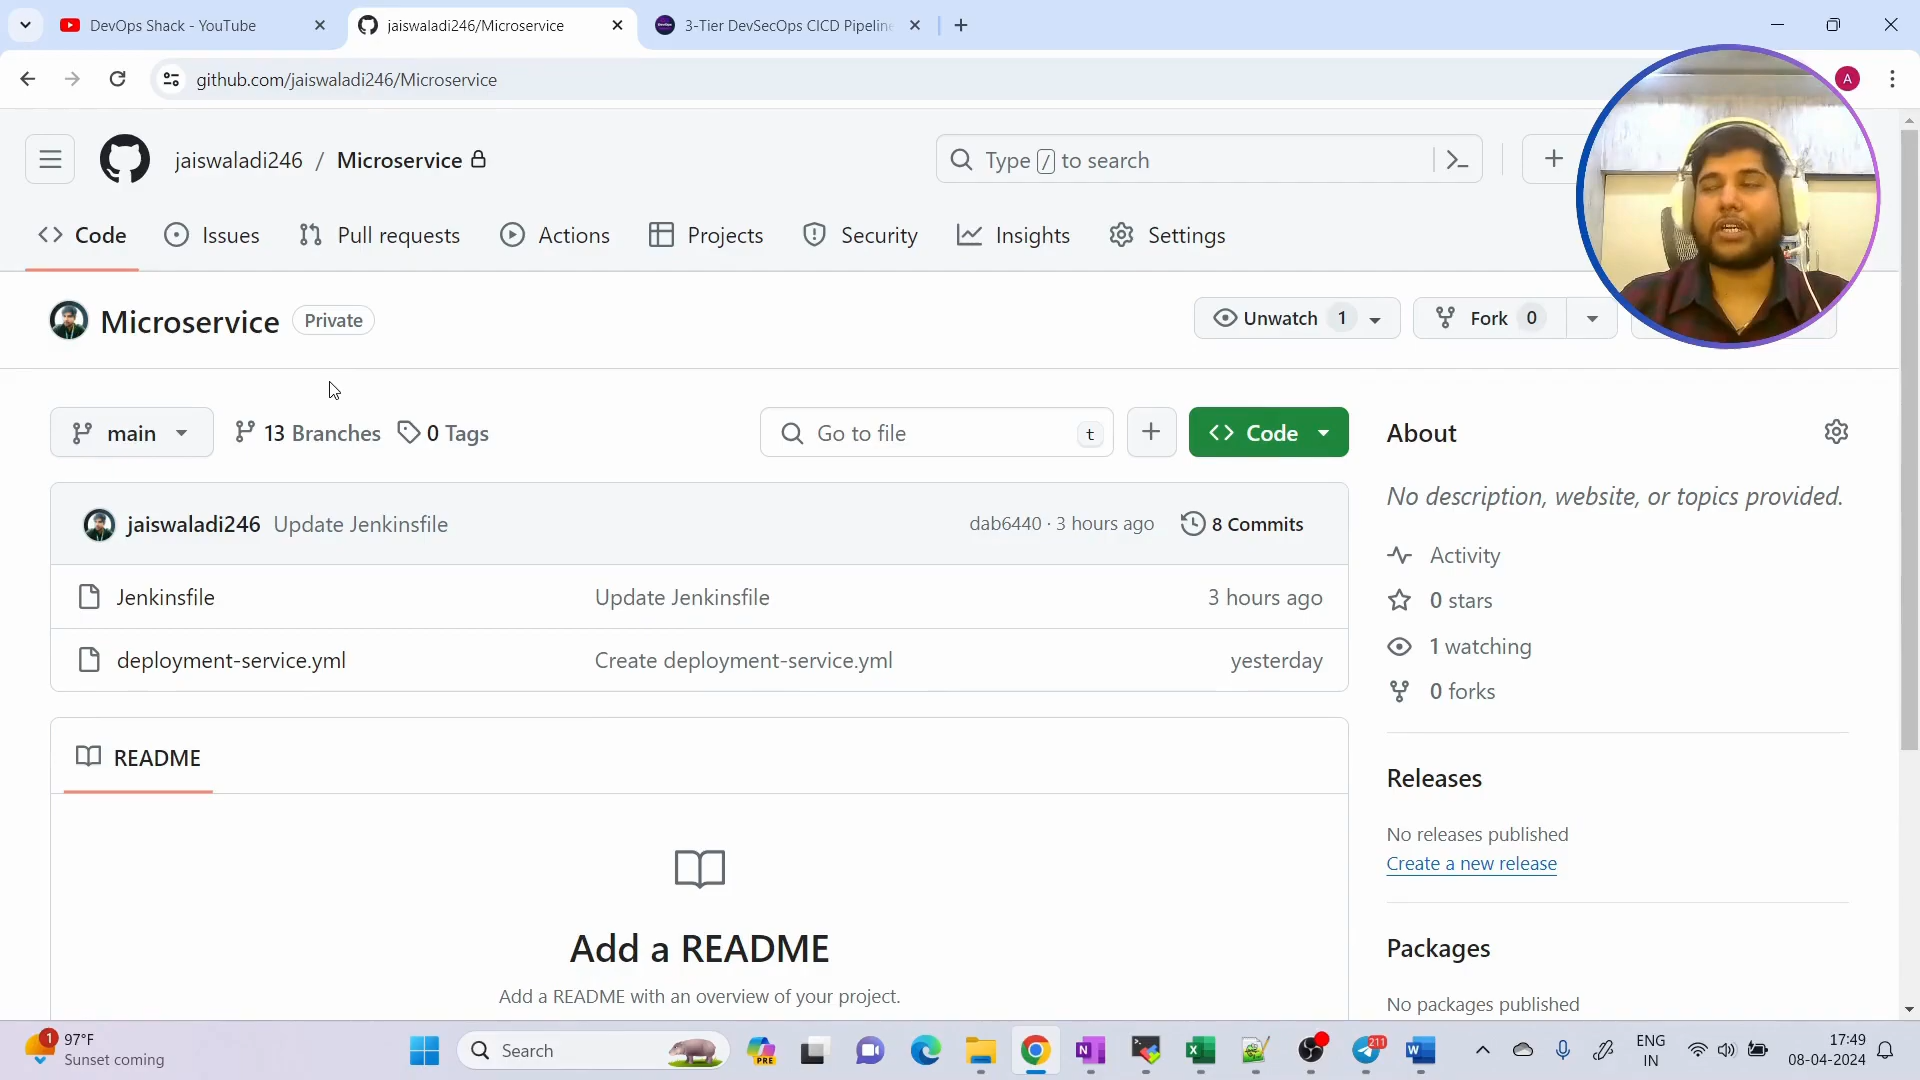 DevOps Shack - YouTube
jaiswaladi246/Microservice
3-Tier DevSecOps CICD Pipeline
github.com/jaiswaladi246/Microservice
A
jaiswaladi246 / Microservice
Type / to search
Code
Issues
Pull requests
Actions
Projects
Security
Insights
Settings
Microservice Private
Unwatch 1
Fork 0
main
13 Branches
0 Tags
Go to file t
Code
About
No description, website, or topics provided.
jaiswaladi246 Update Jenkinsfile dab6440 · 3 hours ago 8 Commits
Jenkinsfile Update Jenkinsfile 3 hours ago
deployment-service.yml Create deployment-service.yml yesterday
Activity
0 stars
1 watching
0 forks
README
Add a README
Add a README with an overview of your project.
Releases
No releases published
Create a new release
Packages
No packages published
1
97°F
Sunset coming
Search
PRE
211
ENG
IN
17:49
08-04-2024